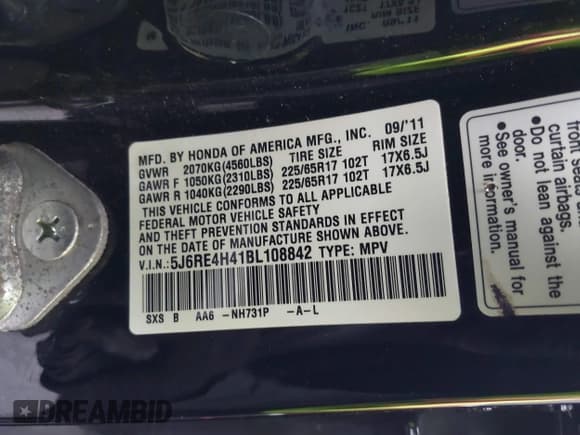 MFD. BY HONDA OF AMERICA MFG., INC. 09/'11
GVWR 2070KG(4560LBS) TIRE SIZE RIM SIZE
GAWR F 1050KG(2310LBS) 225/65R17 102T 17X6.5J
GAWR R 1040KG(2290LBS) 225/65R17 102T 17X6.5J
THIS VEHICLE CONFORMS TO ALL APPLICABLE
FEDERAL MOTOR VEHICLE SAFETY
AND THEFT PREVENTION STANDARDS IN EFFECT
ON THE DATE OF MANUFACTURE SHOWN ABOVE.
V.I.N.: 5J6RE4H41BL108842 TYPE: MPV
SXS B AA6 -NH731P -A-L
front seat
curtain airbags.
• Do not lean against the
door.
• See owner's manual for
more information.
DREAMBID